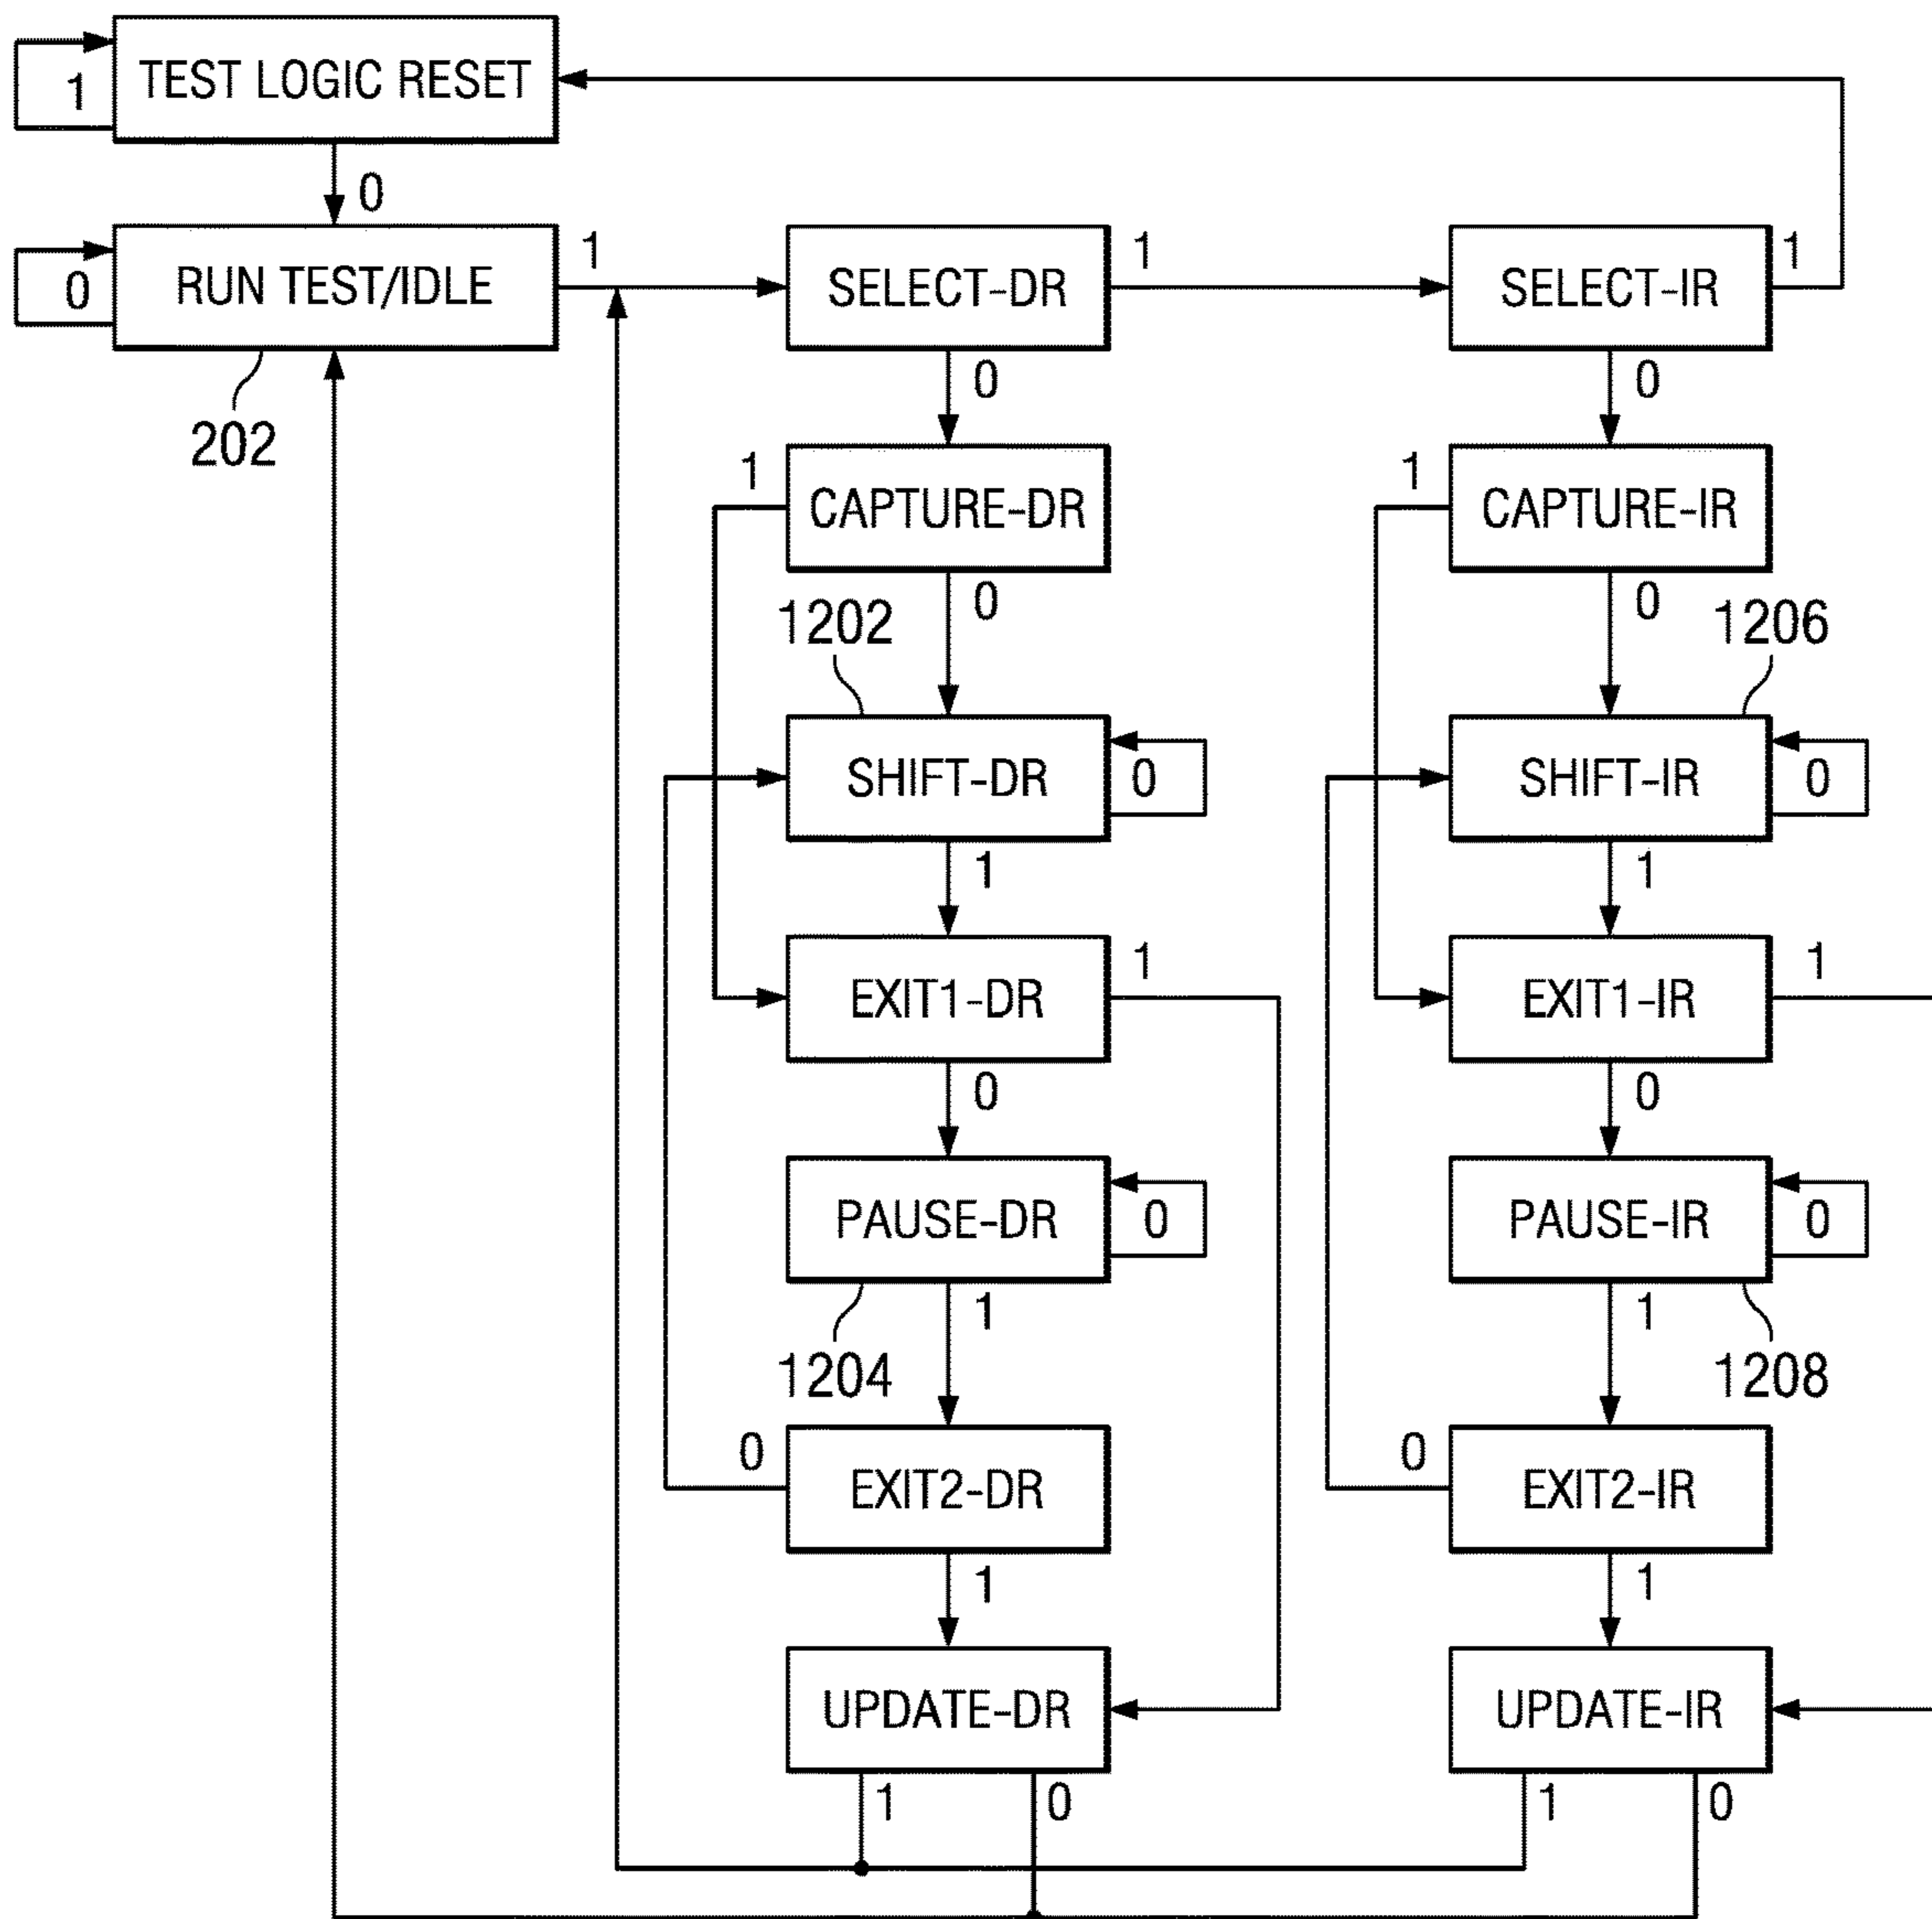 TEST LOGIC RESET
1
0
RUN TEST/IDLE
0
1
202
SELECT-DR
1
0
SELECT-IR
1
0
CAPTURE-DR
1
0
CAPTURE-IR
1
0
1202
1206
SHIFT-DR
0
1
SHIFT-IR
0
1
EXIT1-DR
1
0
EXIT1-IR
1
0
PAUSE-DR
0
1
PAUSE-IR
0
1
1204
1208
EXIT2-DR
0
1
EXIT2-IR
0
1
UPDATE-DR
1
0
UPDATE-IR
1
0